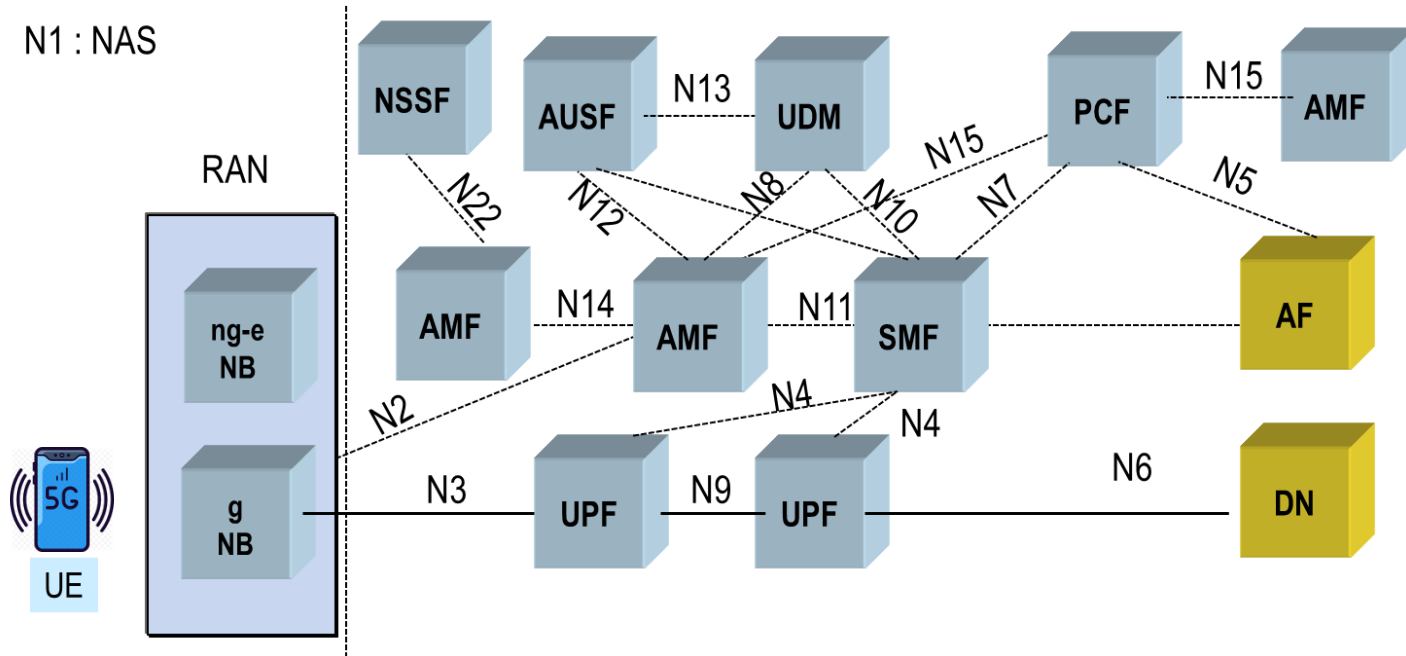 N1 : NAS
NSSF
AUSF
N13
UDM
PCF
N15
AMF
RAN
N22
N12
N8
N10
N15
N7
N5
ng-e
NB
AMF
N14
AMF
N11
SMF
AF
N2
N4
N4
5G
UE
g
NB
N3
UPF
N9
UPF
N6
DN